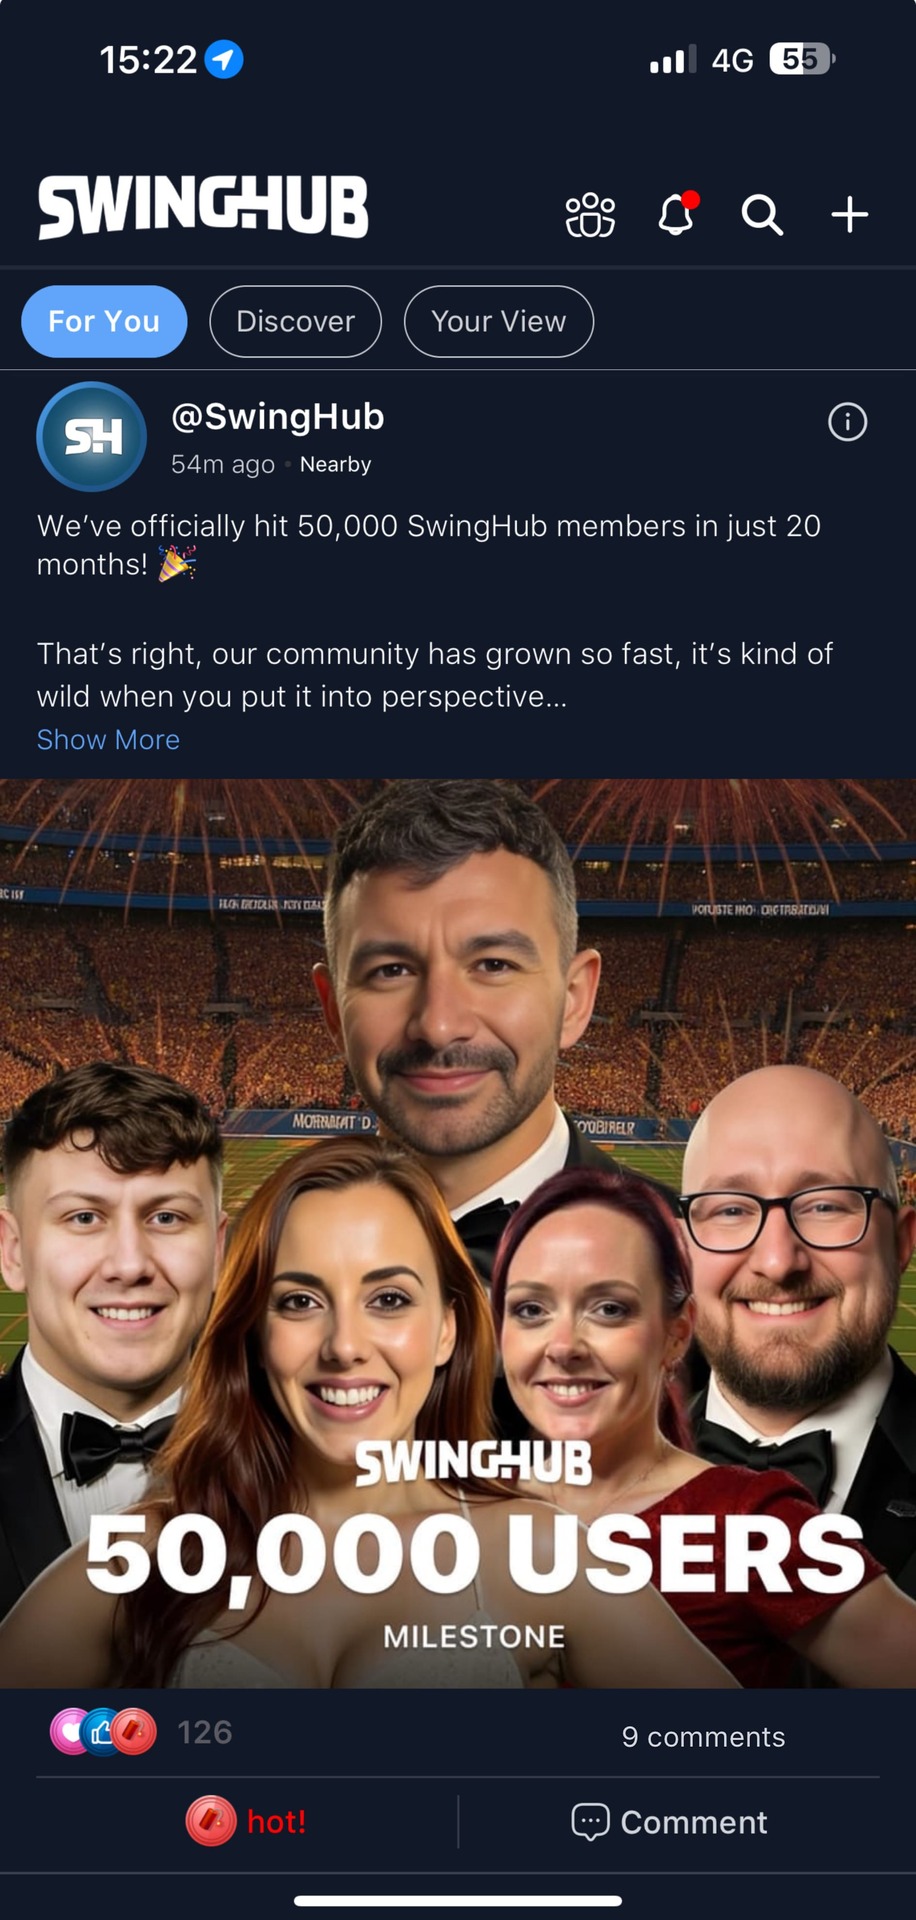 15:22
4G
55
SWINGHUB
For You
Discover
Your View
SH
@SwingHub
54m ago · Nearby
We’ve officially hit 50,000 SwingHub members in just 20
months! 🎉
That’s right, our community has grown so fast, it’s kind of
wild when you put it into perspective...
Show More
SWINGHUB
50,000 USERS
MILESTONE
126
9 comments
hot!
Comment